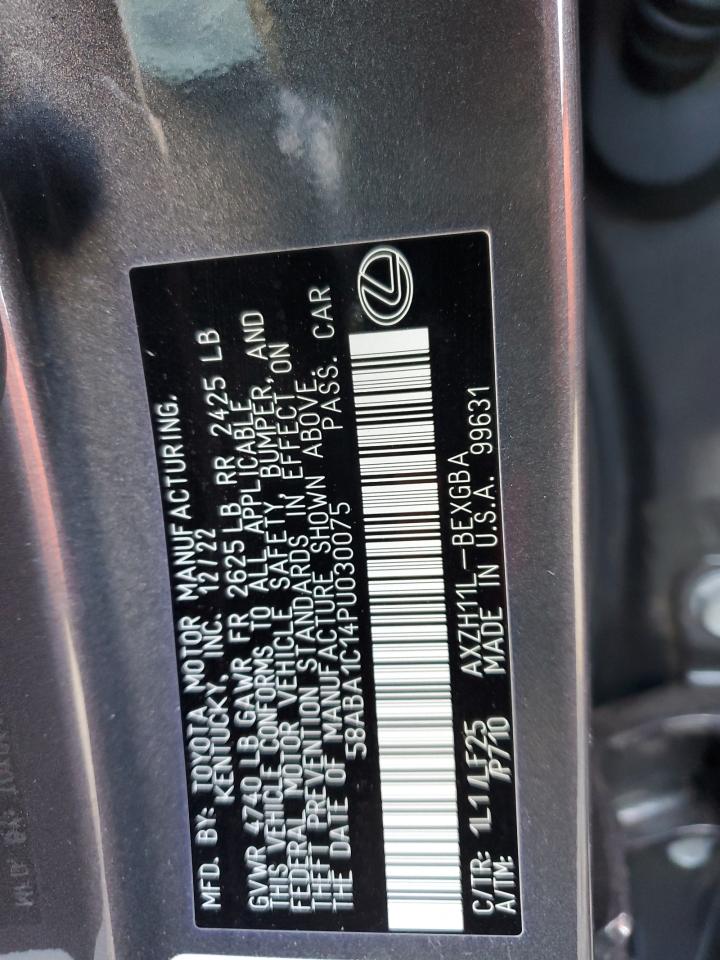 MFD. BY: TOYOTA MOTOR MANUFACTURING,
KENTUCKY, INC. 12/22
GVWR 4740 LB GAWR FR 2625 LB RR 2425 LB
THIS VEHICLE CONFORMS TO ALL APPLICABLE
FEDERAL MOTOR VEHICLE SAFETY, BUMPER, AND
THEFT PREVENTION STANDARDS IN EFFECT ON
THE DATE OF MANUFACTURE SHOWN ABOVE.
58ABA1C14PU030075 PASS. CAR
C/TR: 1L1/LF25 AXZH11L-BEXGBA
A/TM: /P710 MADE IN U.S.A. 99631